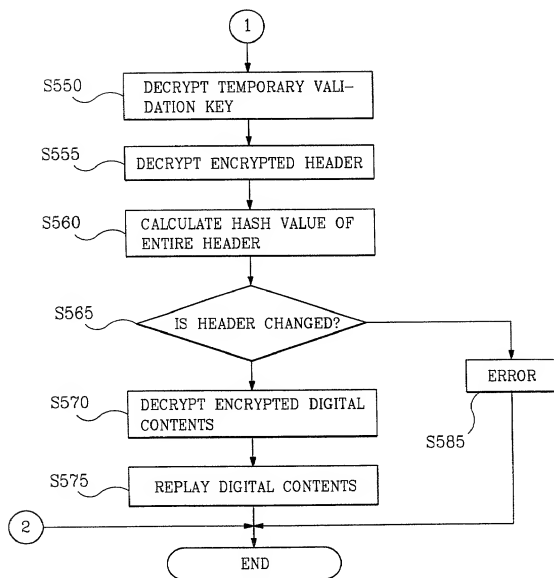 1
S550
DECRYPT TEMPORARY VALI-
DATION KEY
S555
DECRYPT ENCRYPTED HEADER
S560
CALCULATE HASH VALUE OF
ENTIRE HEADER
S565
IS HEADER CHANGED?
ERROR
S585
S570
DECRYPT ENCRYPTED DIGITAL
CONTENTS
S575
REPLAY DIGITAL CONTENTS
2
END